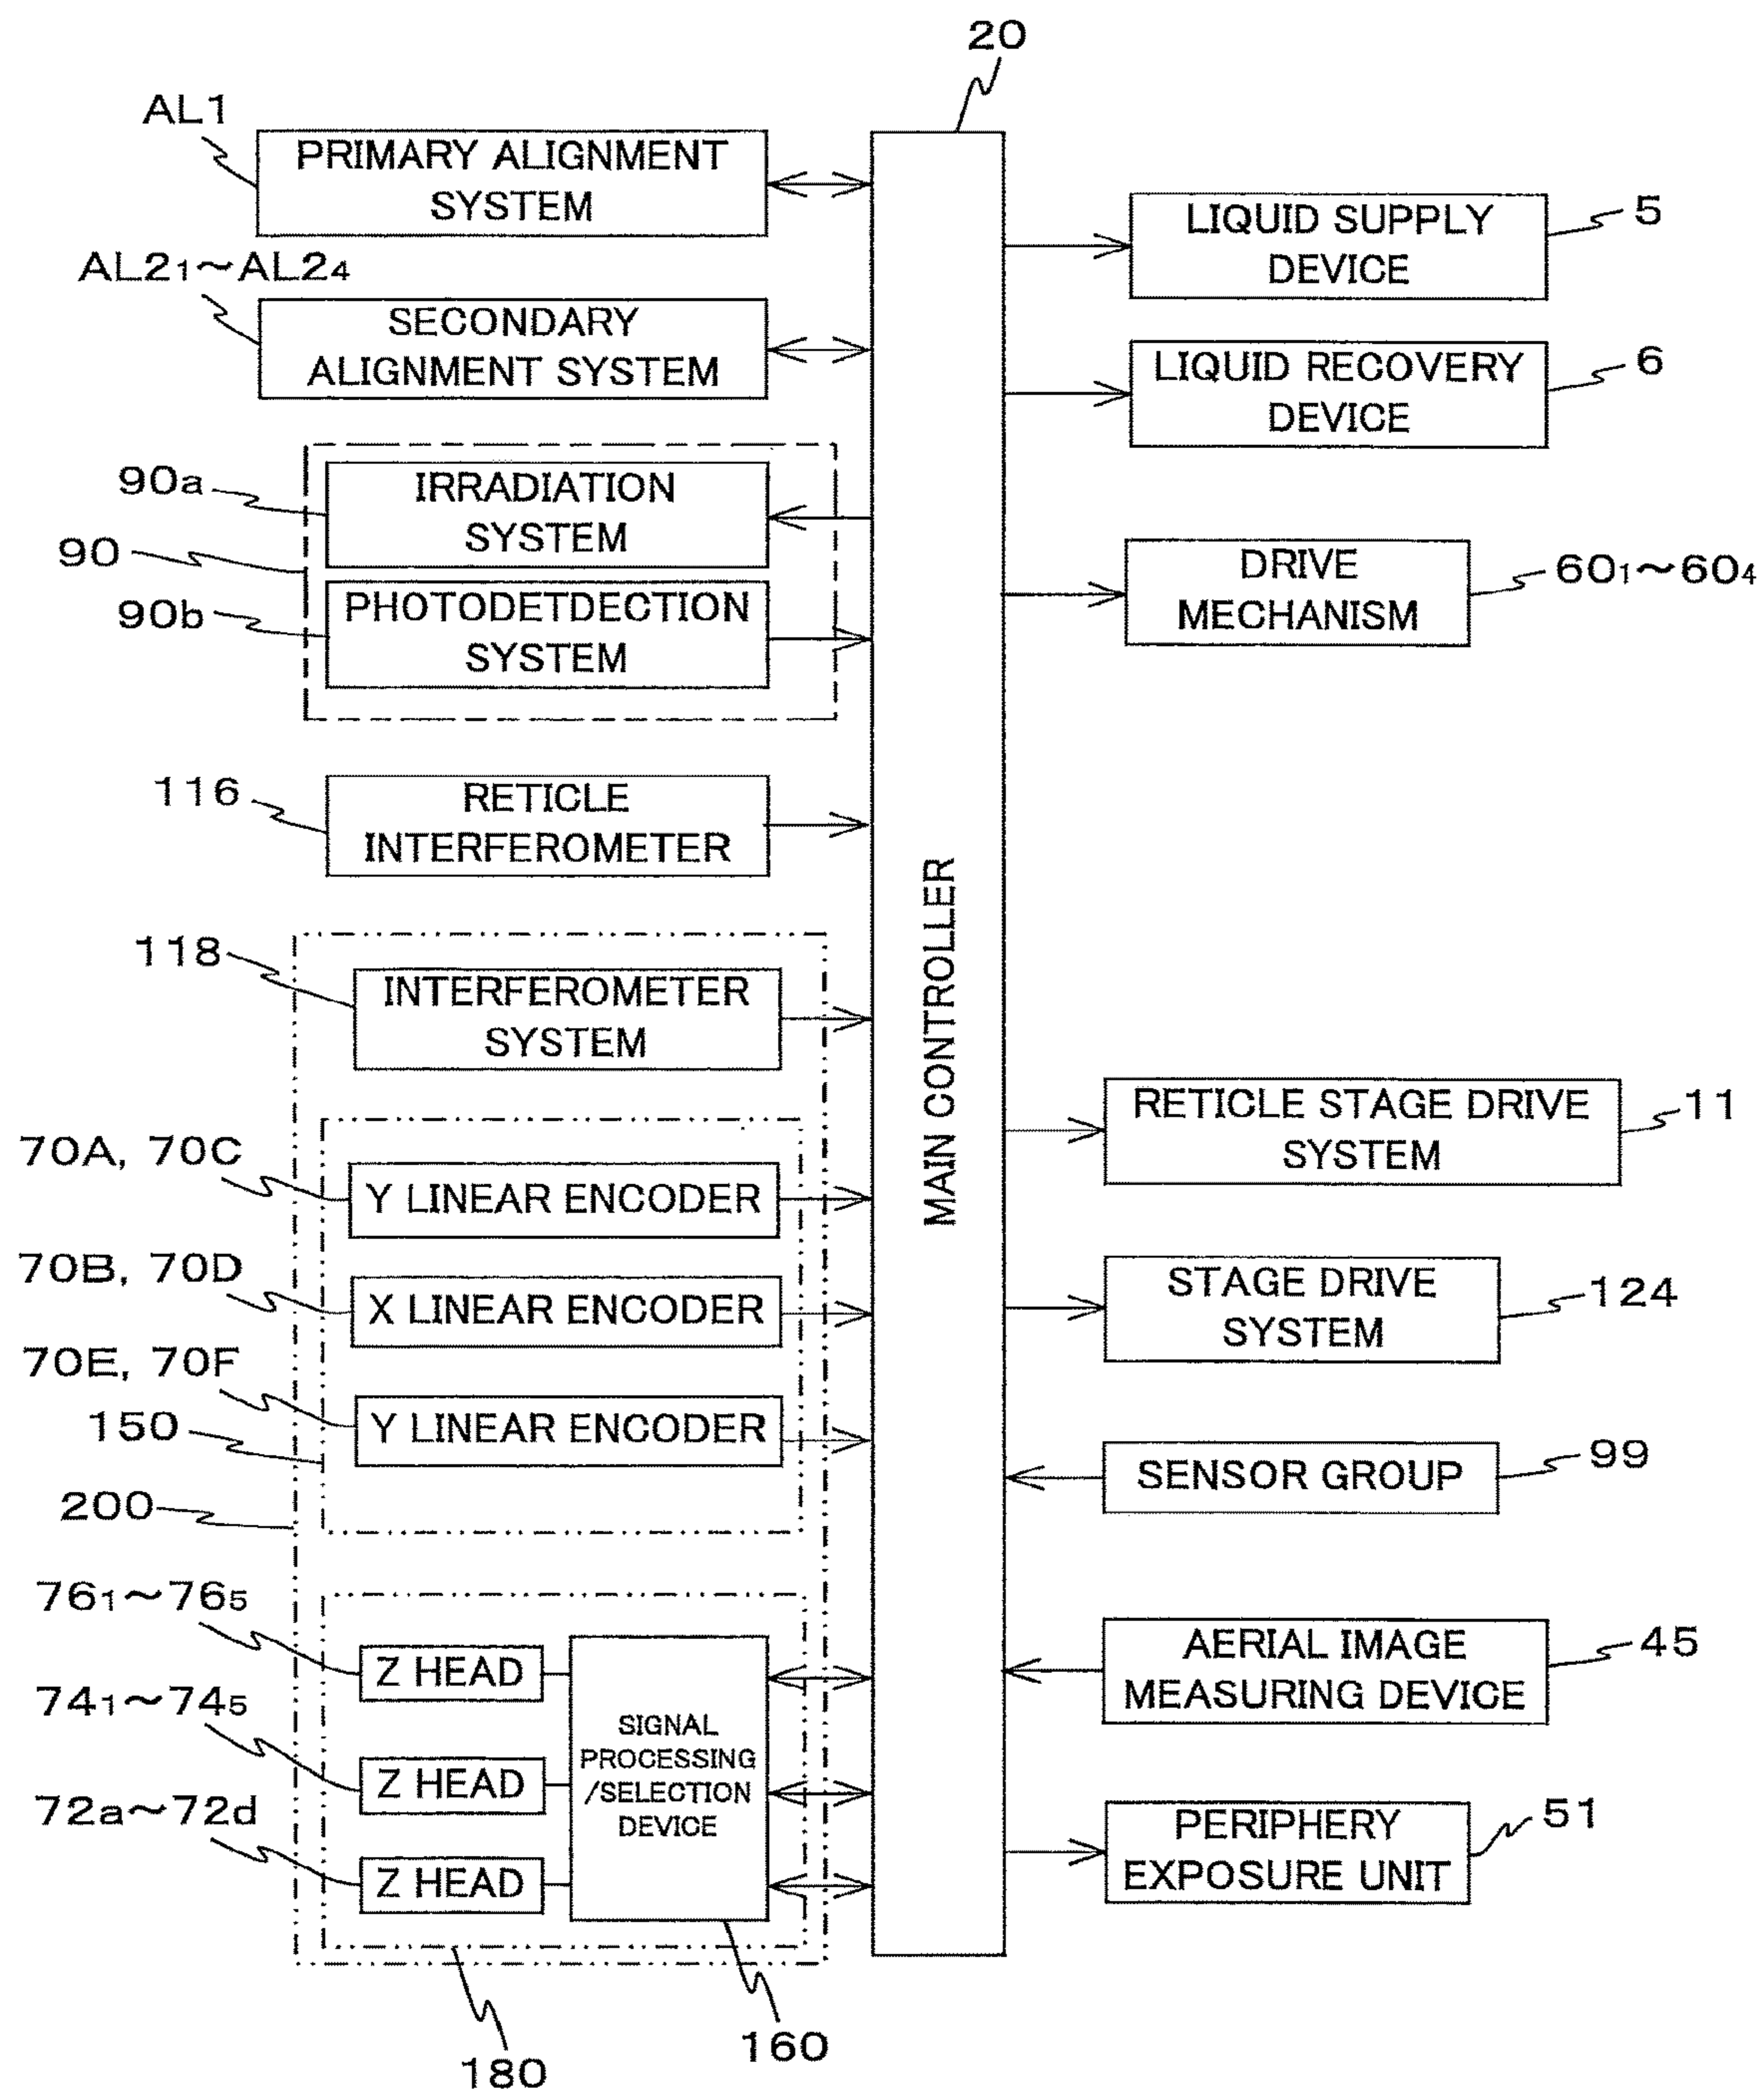 20
AL1
PRIMARY ALIGNMENT
SYSTEM
AL2₁～AL2₄
SECONDARY
ALIGNMENT SYSTEM
90a
IRRADIATION
SYSTEM
90
90b
PHOTODETDECTION
SYSTEM
116
RETICLE
INTERFEROMETER
118
INTERFEROMETER
SYSTEM
70A, 70C
Y LINEAR ENCODER
70B, 70D
X LINEAR ENCODER
70E, 70F
Y LINEAR ENCODER
150
200
76₁～76₅
Z HEAD
74₁～74₅
Z HEAD
72a～72d
Z HEAD
SIGNAL
PROCESSING
/SELECTION
DEVICE
180
160
MAIN CONTROLLER
LIQUID SUPPLY
DEVICE
5
LIQUID RECOVERY
DEVICE
6
DRIVE
MECHANISM
60₁～60₄
RETICLE STAGE DRIVE
SYSTEM
11
STAGE DRIVE
SYSTEM
124
SENSOR GROUP
99
AERIAL IMAGE
MEASURING DEVICE
45
PERIPHERY
EXPOSURE UNIT
51